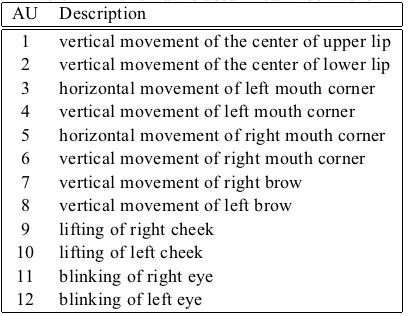 AU Description
1 vertical movement of the center of upper lip
2 vertical movement of the center of lower lip
3 horizontal movement of left mouth corner
4 vertical movement of left mouth corner
5 horizontal movement of right mouth corner
6 vertical movement of right mouth corner
7 vertical movement of right brow
8 vertical movement of left brow
9 lifting of right cheek
10 lifting of left cheek
11 blinking of right eye
12 blinking of left eye